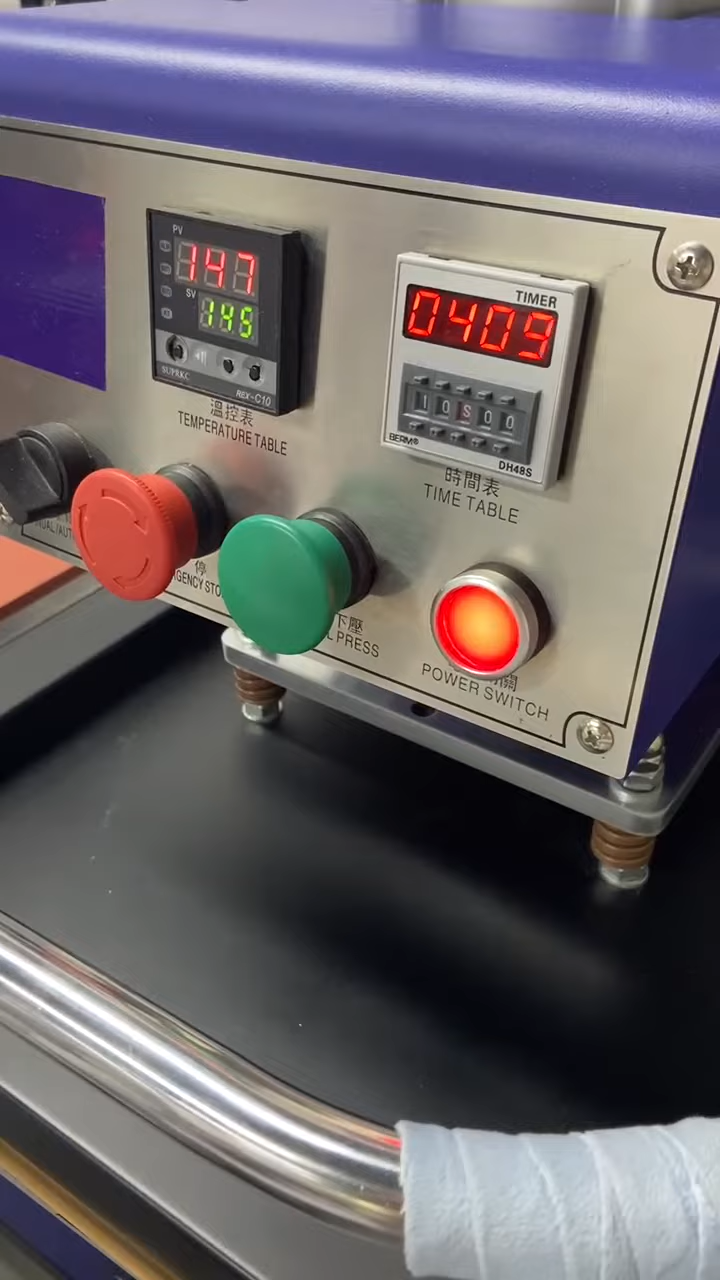 PV
147
SV
145
SUPRKC
REX-C10
溫控表
TEMPERATURE TABLE
TIMER
0409
10S00
BERM®
DH48S
時間表
TIME TABLE
停
下壓
PRESS
POWER SWITCH